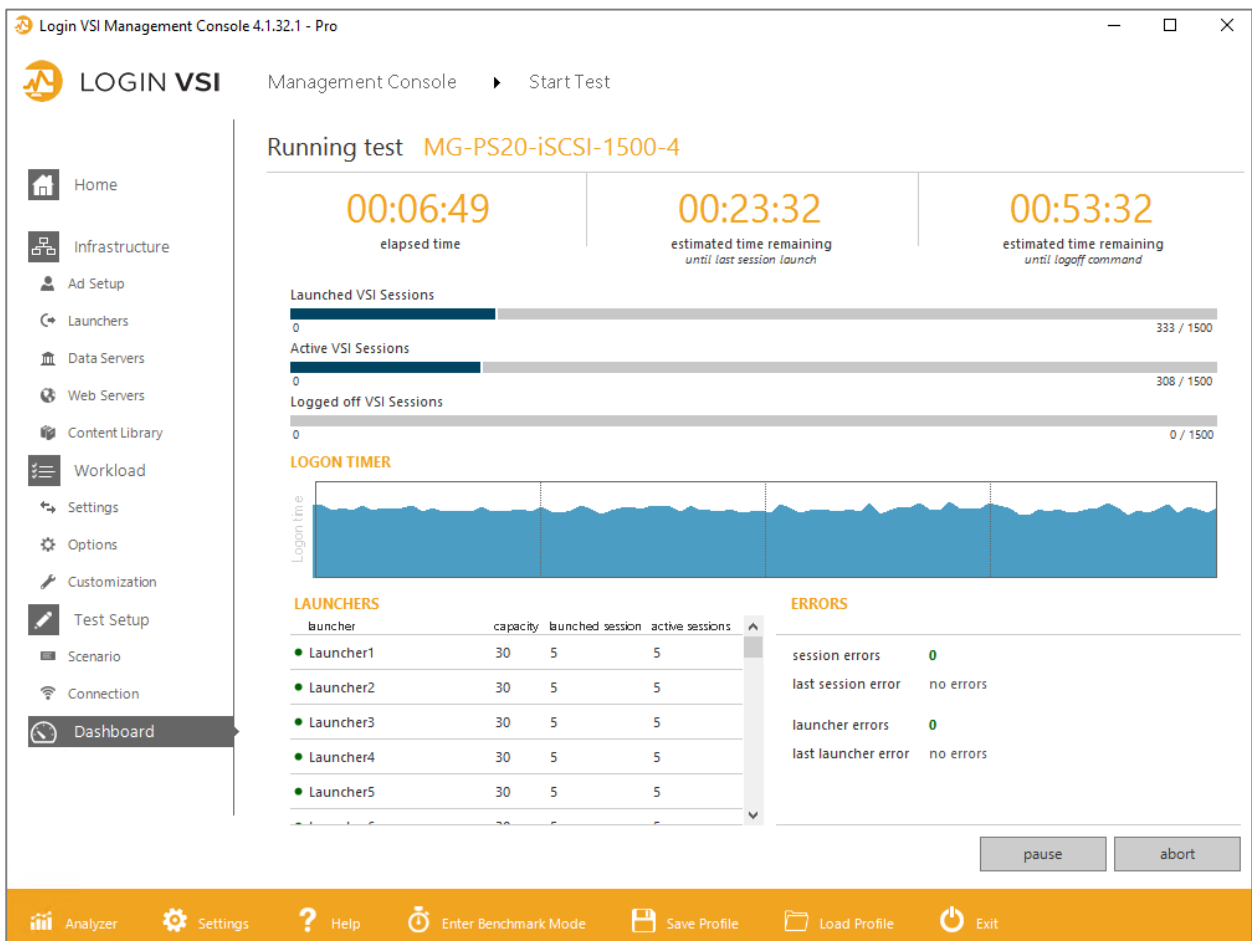 Login VSI Management Console 4.1.32.1 - Pro
LOGIN VSI
Management Console
Start Test
Home
Infrastructure
Ad Setup
Launchers
Data Servers
Web Servers
Content Library
Workload
Settings
Options
Customization
Test Setup
Scenario
Connection
Dashboard
Running test MG-PS20-iSCSI-1500-4
00:06:49
elapsed time
00:23:32
estimated time remaining
until last session launch
00:53:32
estimated time remaining
until logoff command
Launched VSI Sessions
0 333 / 1500
Active VSI Sessions
0 308 / 1500
Logged off VSI Sessions
0 0 / 1500
LOGON TIMER
Logon time
LAUNCHERS
launcher capacity launched session active sessions
Launcher1 30 5 5
Launcher2 30 5 5
Launcher3 30 5 5
Launcher4 30 5 5
Launcher5 30 5 5
ERRORS
session errors 0
last session error no errors
launcher errors 0
last launcher error no errors
pause abort
Analyzer Settings ? Help Enter Benchmark Mode Save Profile Load Profile Exit